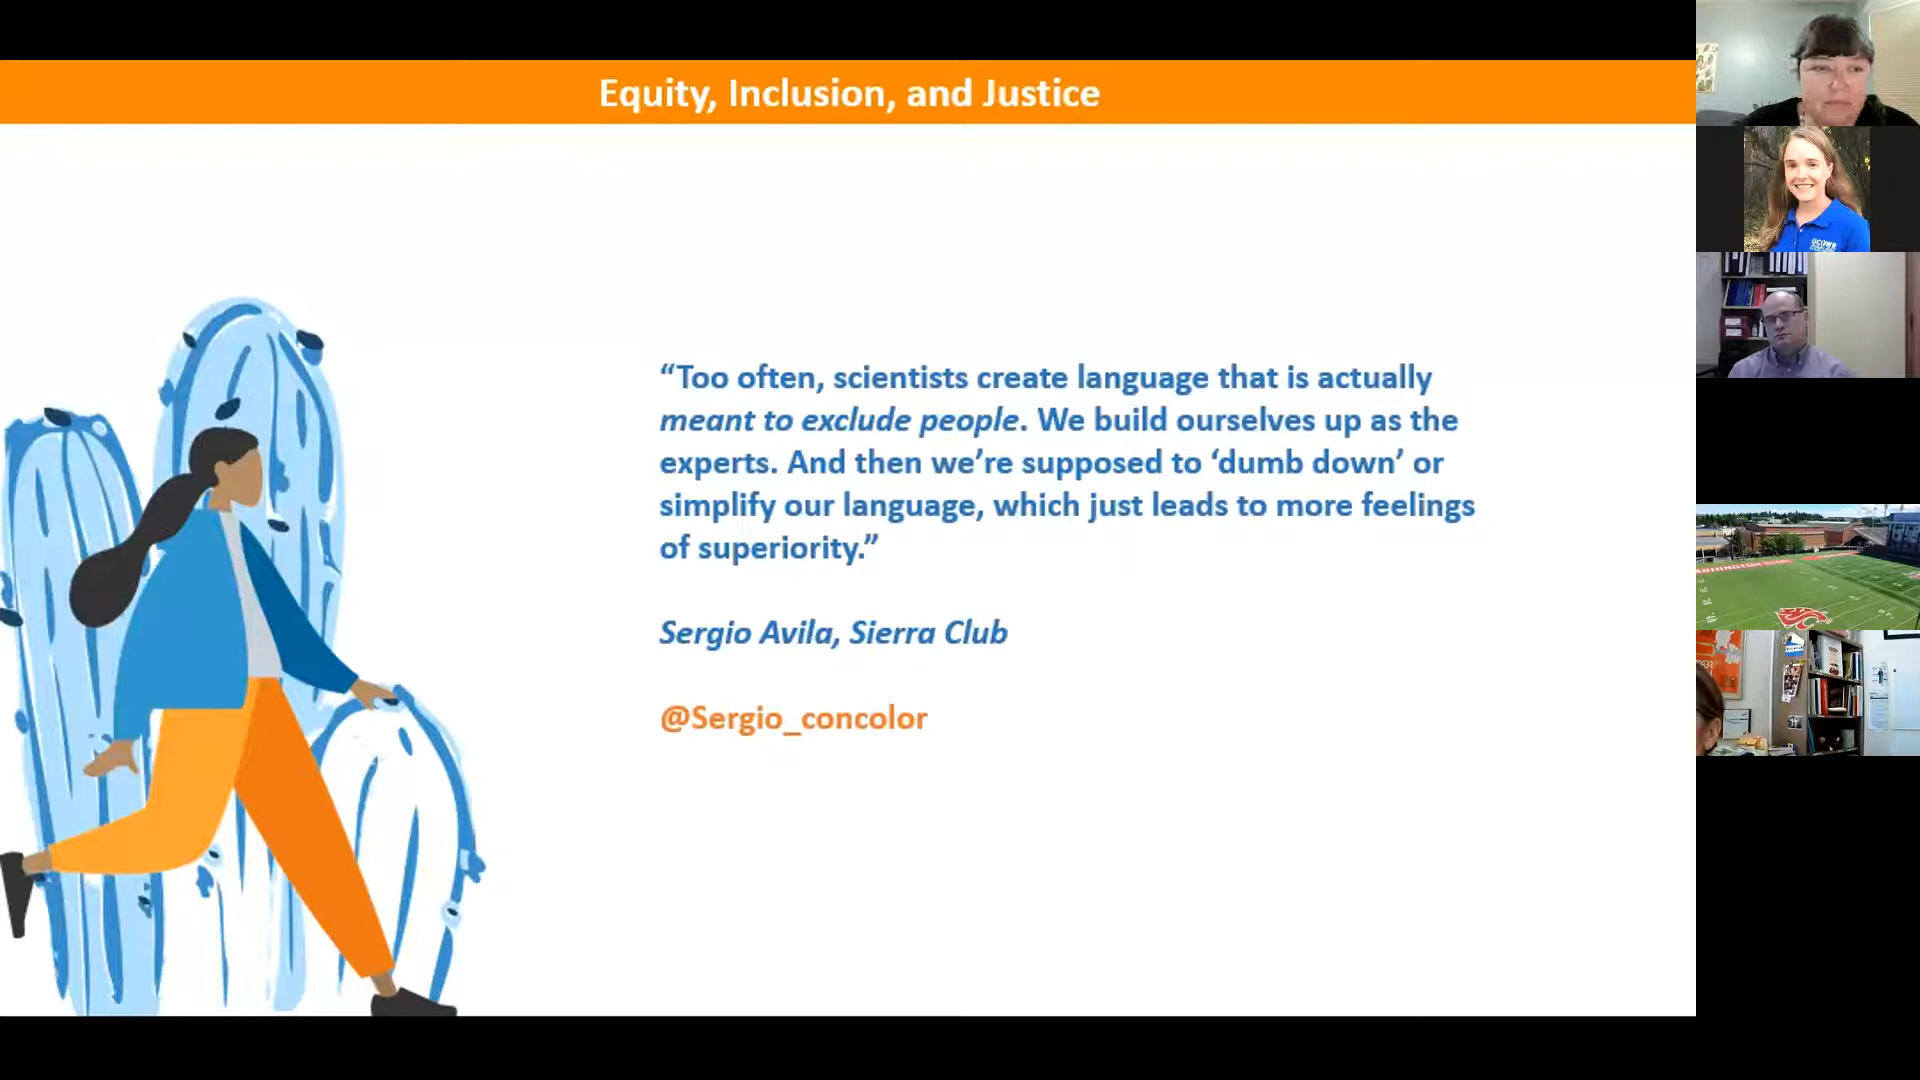 Equity, Inclusion, and Justice
“Too often, scientists create language that is actually
meant to exclude people. We build ourselves up as the
experts. And then we’re supposed to ‘dumb down’ or
simplify our language, which just leads to more feelings
of superiority.”
Sergio Avila, Sierra Club
@Sergio_concolor
UCOWR